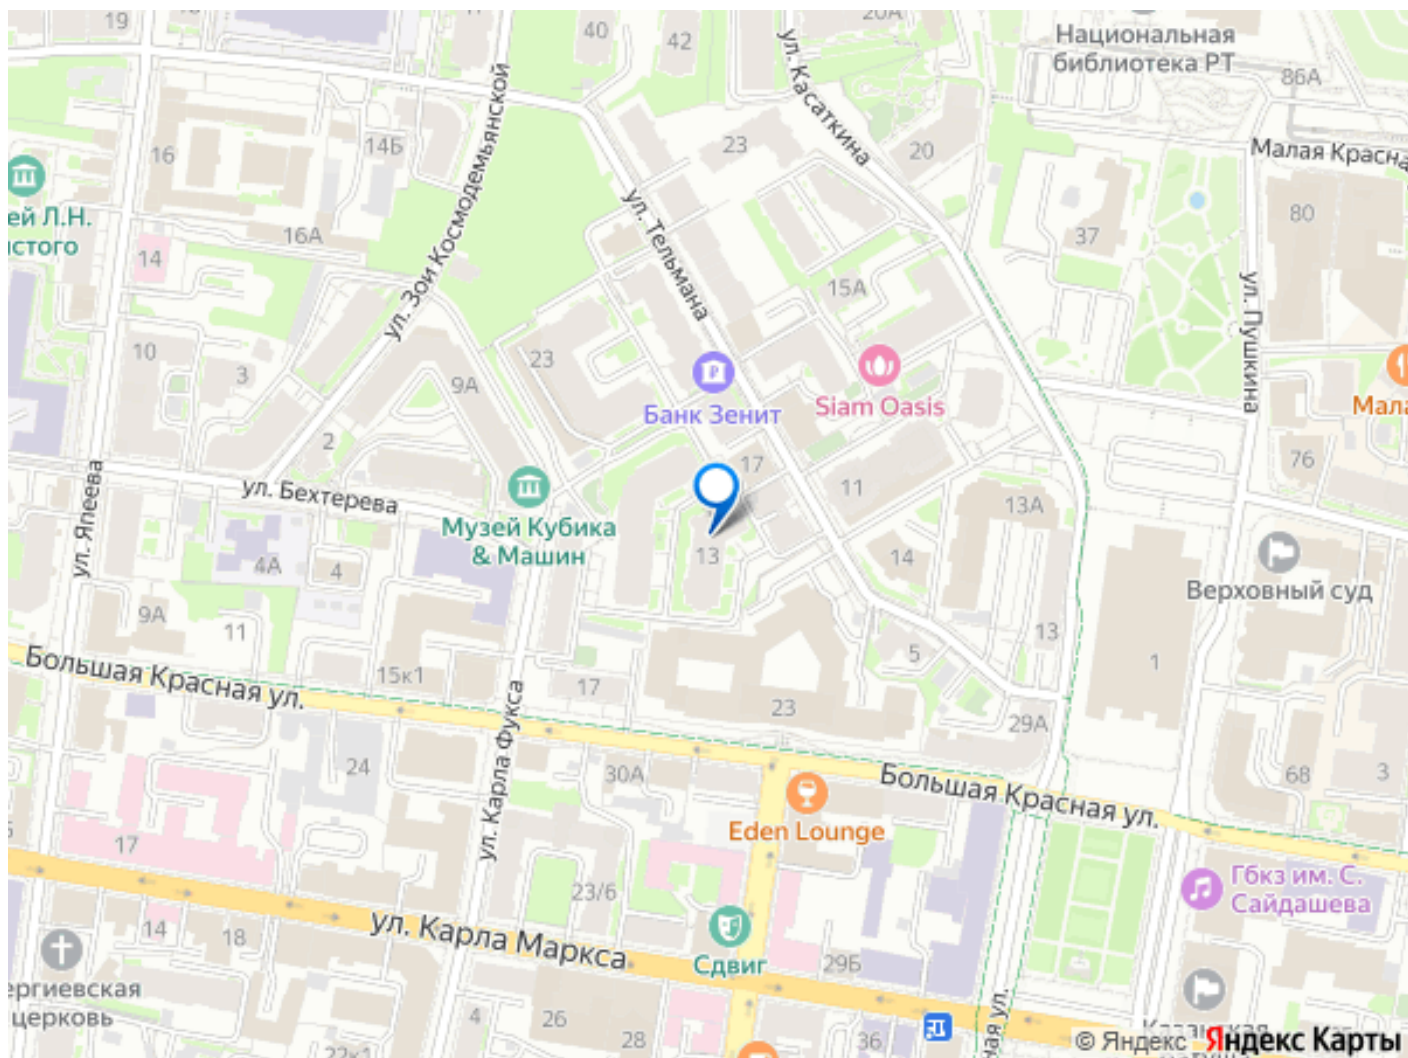 19
40
42
20А
ул. Касаткина
Национальная
библиотека РТ
86А
ул. Зои Космодемьянской
16
14Б
23
20
Малая Красна
ей Л.Н.
стого
ул. Тельмана
80
16А
37
14
15А
ул. Пушкина
10
3
23
9А
Банк Зенит
Siam Oasis
Мала
2
17
76
ул. Япеева
ул. Бехтерева
11
13А
Музей Кубика
& Машин
13
14
4А
4
Верховный суд
9А
11
13
5
1
Большая Красная ул.
15к1
17
23
29А
ул. Карла Фукса
24
30А
68
3
Большая Красная ул.
Eden Lounge
17
23/6
Гбкз им. С.
Сайдашева
14
18
ул. Карла Маркса
Сдвиг
29Б
ергиевская
церковь
4
26
28
22к1
36
ная ул.
© Яндекс Яндекс Карты